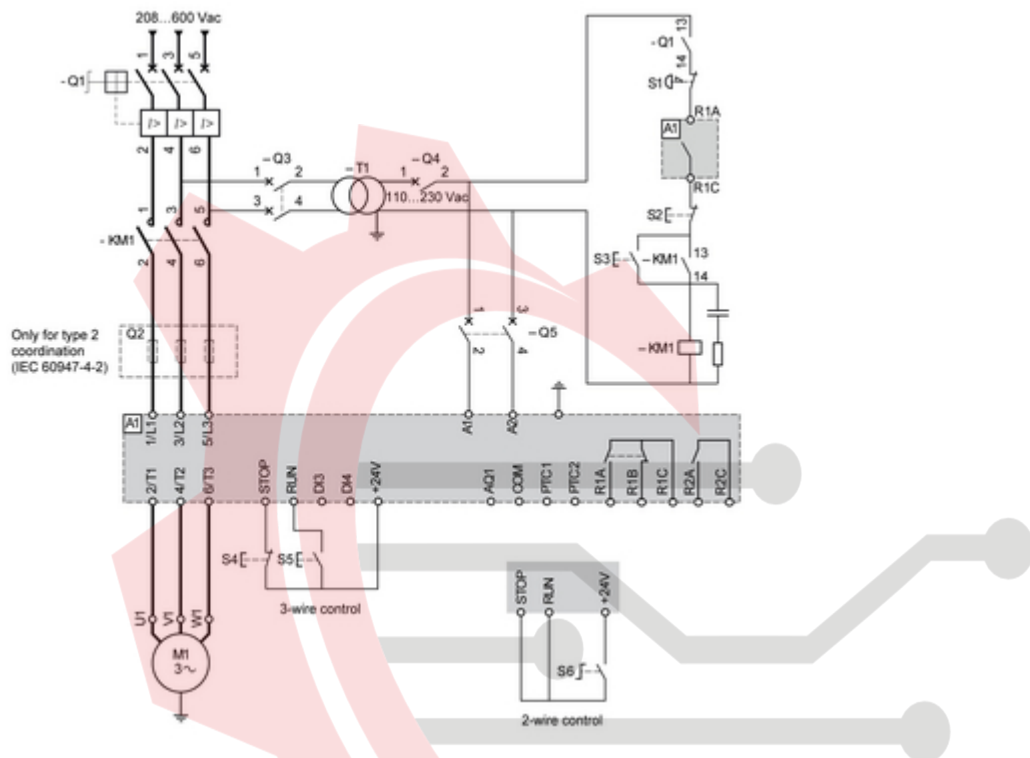 208...600 Vac
1 3 5
- Q1
I> I> I>
2 4 6
1 3 5
- KM1
2 4 6
Only for type 2
coordination
(IEC 60947-4-2)
Q2
- Q3
1 2
3 4
- T1
- Q4
1 2
110...230 Vac
1 3
- Q5
2 4
13
- Q1
14
S1
R1A
A1
R1C
S2
S3
- KM1
13
14
- KM1
A1
1/L1 3/L2 5/L3
A1 A2
2/T1 4/T2 6/T3
STOP RUN DI3 DI4 +24V
AQ1 COM PTC1 PTC2 R1A R1B R1C R2A R2C
S4 S5
3-wire control
U1 V1 W1
M1
3~
STOP RUN +24V
S6
2-wire control